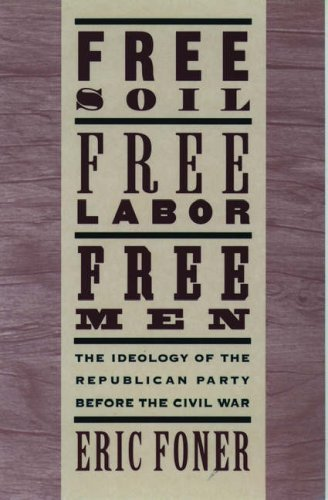 FREE
SOIL
FREE
LABOR
FREE
MEN
THE IDEOLOGY OF THE
REPUBLICAN PARTY
BEFORE THE CIVIL WAR
ERIC FONER